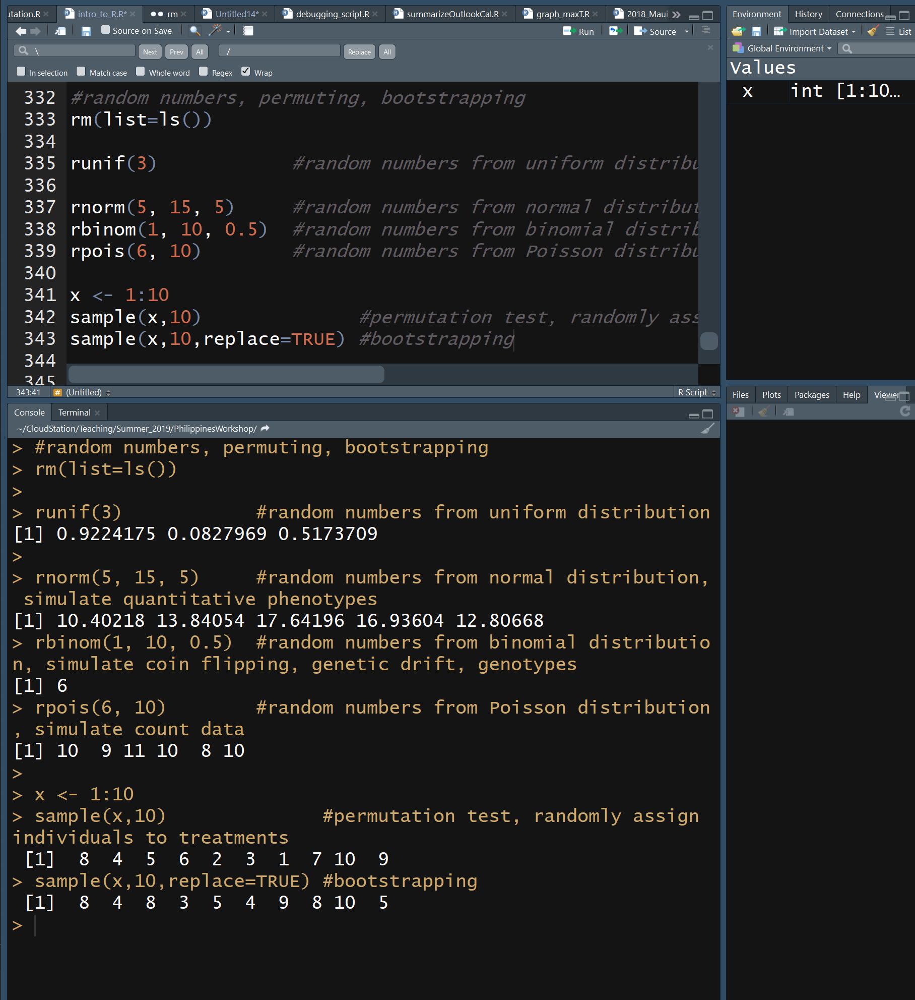 utation.R intro_to_R.R* rm Untitled14* debugging_script.R summarizeOutlookCal.R graph_maxT.R 2018_Maui
Source on Save Run Source
\ Next Prev All / Replace All
In selection Match case Whole word Regex Wrap
332 #random numbers, permuting, bootstrapping
333 rm(list=ls())
334
335 runif(3) #random numbers from uniform distribu
336
337 rnorm(5, 15, 5) #random numbers from normal distribut
338 rbinom(1, 10, 0.5) #random numbers from binomial distrib
339 rpois(6, 10) #random numbers from Poisson distribu
340
341 x <- 1:10
342 sample(x,10) #permutation test, randomly ass
343 sample(x,10,replace=TRUE) #bootstrapping
344
345
343:41 # (Untitled) R Script
Console Terminal
~/CloudStation/Teaching/Summer_2019/PhilippinesWorkshop/
> #random numbers, permuting, bootstrapping
> rm(list=ls())
>
> runif(3) #random numbers from uniform distribution
[1] 0.9224175 0.0827969 0.5173709
>
> rnorm(5, 15, 5) #random numbers from normal distribution,
simulate quantitative phenotypes
[1] 10.40218 13.84054 17.64196 16.93604 12.80668
> rbinom(1, 10, 0.5) #random numbers from binomial distributio
n, simulate coin flipping, genetic drift, genotypes
[1] 6
> rpois(6, 10) #random numbers from Poisson distribution
, simulate count data
[1] 10 9 11 10 8 10
>
> x <- 1:10
> sample(x,10) #permutation test, randomly assign
individuals to treatments
[1] 8 4 5 6 2 3 1 7 10 9
> sample(x,10,replace=TRUE) #bootstrapping
[1] 8 4 8 3 5 4 9 8 10 5
>
Environment History Connections
Import Dataset List
Global Environment
Values
x int [1:10…
Files Plots Packages Help Viewer